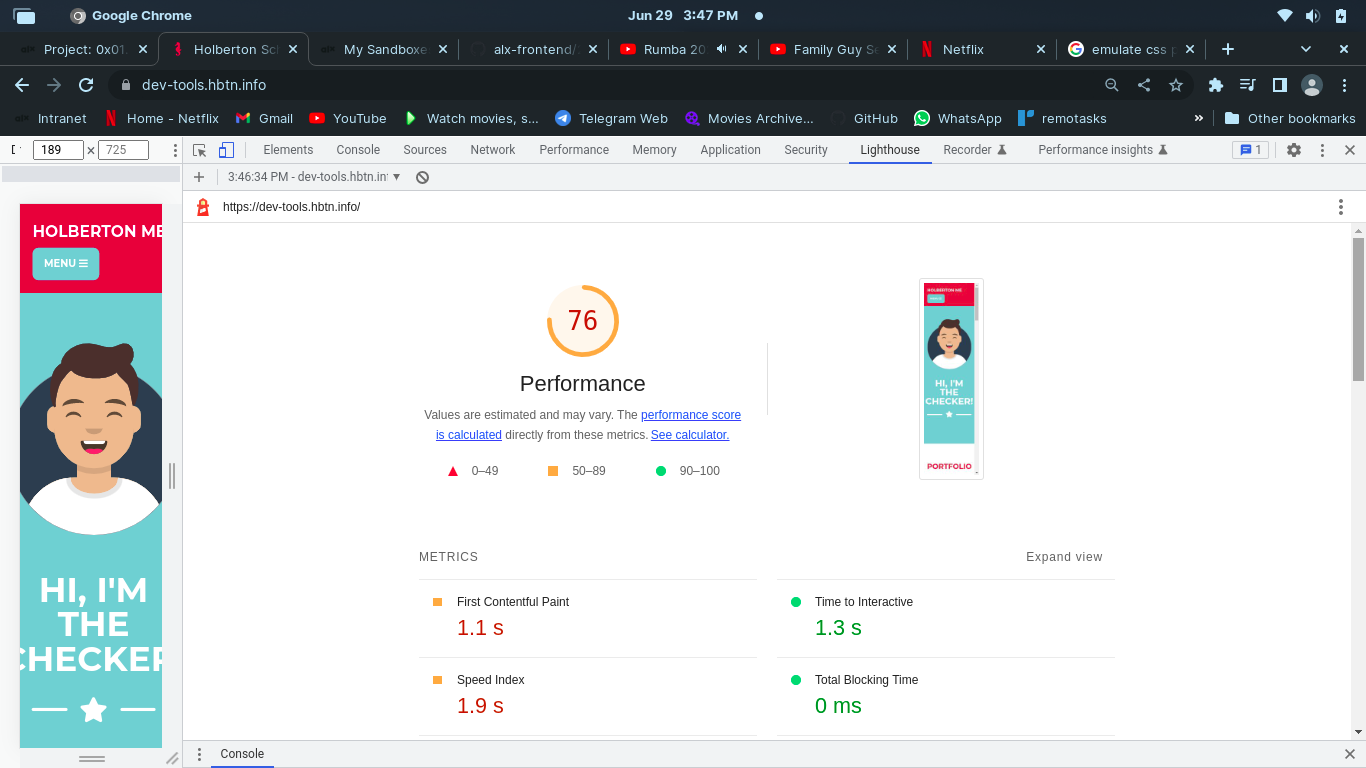 Google Chrome
Jun 29 3:47 PM
Project: 0x01
Holberton Sc
My Sandboxe
alx-frontend/
Rumba 20
Family Guy Se
Netflix
emulate css p
dev-tools.hbtn.info
Intranet
Home - Netflix
Gmail
YouTube
Watch movies, s...
Telegram Web
Movies Archive...
GitHub
WhatsApp
remotasks
»
Other bookmarks
189 × 725
Elements
Console
Sources
Network
Performance
Memory
Application
Security
Lighthouse
Recorder
Performance insights
1
3:46:34 PM - dev-tools.hbtn.inf
https://dev-tools.hbtn.info/
HOLBERTON ME
MENU
HI, I'M
THE
CHECKER
76
Performance
Values are estimated and may vary. The performance score
is calculated directly from these metrics. See calculator.
0–49
50–89
90–100
HOLBERTON ME
HI, I'M
THE
CHECKER!
PORTFOLIO
METRICS
Expand view
First Contentful Paint
1.1 s
Time to Interactive
1.3 s
Speed Index
1.9 s
Total Blocking Time
0 ms
Console